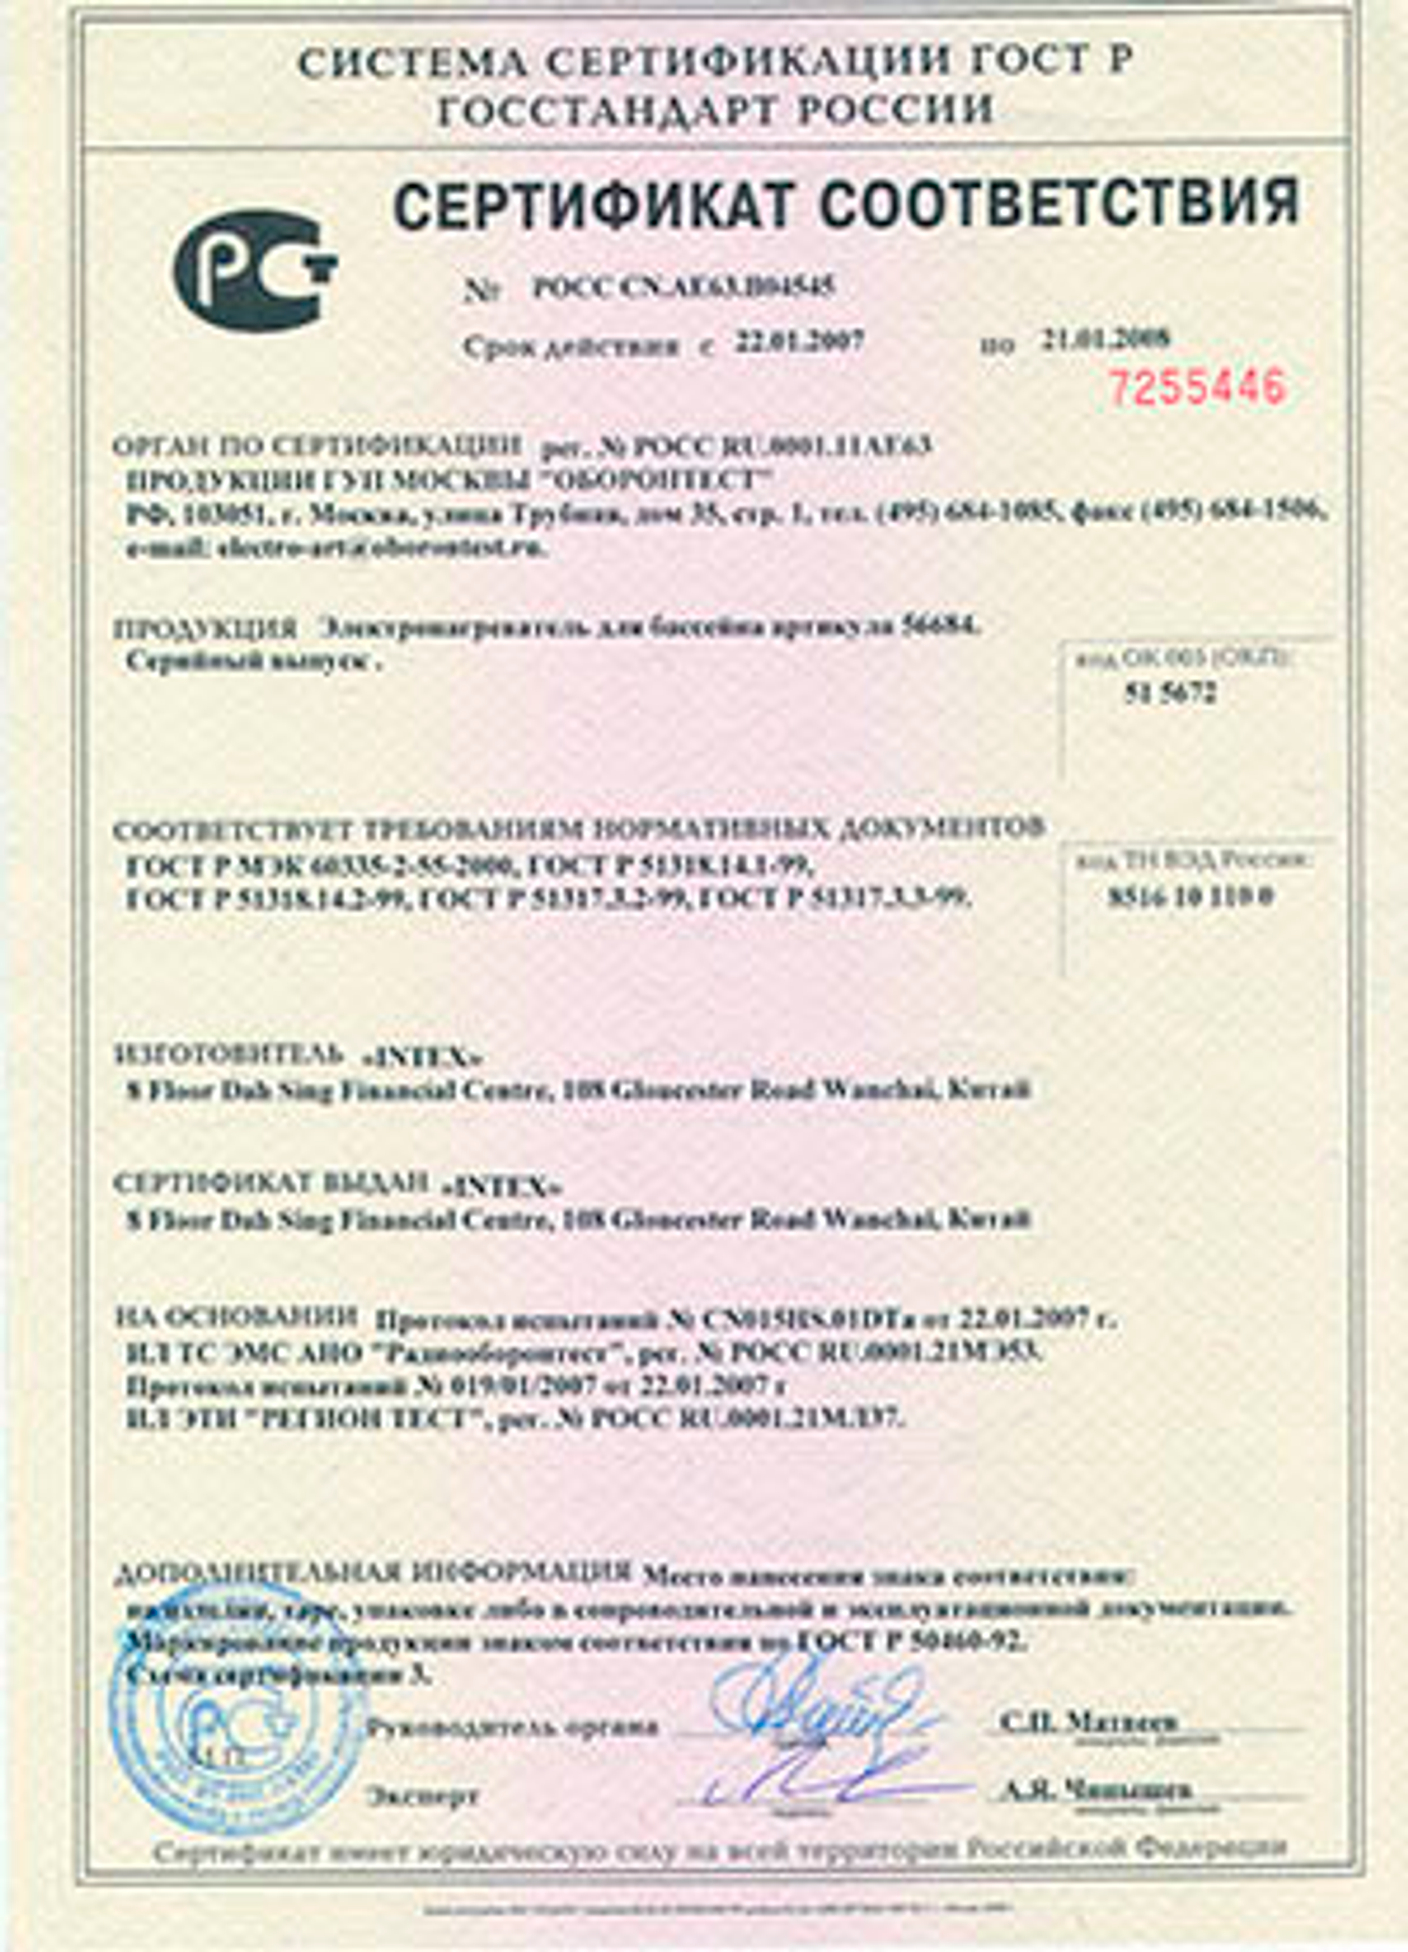 СИСТЕМА СЕРТИФИКАЦИИ ГОСТ Р
ГОССТАНДАРТ РОССИИ
СЕРТИФИКАТ СООТВЕТСТВИЯ
№ РОСС CN.АЕ63.В04545
Срок действия с 22.01.2007 по 21.01.2008
7255446
ОРГАН ПО СЕРТИФИКАЦИИ рег. № РОСС RU.0001.11АЕ63
ПРОДУКЦИИ ГУП МОСКВЫ "ОБОРОНТЕСТ"
РФ, 103051, г. Москва, улица Трубная, дом 35, стр. 1, тел. (495) 684-1085, факс (495) 684-1506,
e-mail: electro-art@oborontest.ru.
ПРОДУКЦИЯ Электронагреватель для бассейна артикула 56684.
Серийный выпуск .
код ОК 005 (ОКП):
51 5672
СООТВЕТСТВУЕТ ТРЕБОВАНИЯМ НОРМАТИВНЫХ ДОКУМЕНТОВ
ГОСТ Р МЭК 60335-2-55-2000, ГОСТ Р 51318.14.1-99,
ГОСТ Р 51318.14.2-99, ГОСТ Р 51317.3.2-99, ГОСТ Р 51317.3.3-99.
код ТН ВЭД России:
8516 10 110 0
ИЗГОТОВИТЕЛЬ «INTEX»
8 Floor Dah Sing Financial Centre, 108 Gloucester Road Wanchai, Китай
СЕРТИФИКАТ ВЫДАН «INTEX»
8 Floor Dah Sing Financial Centre, 108 Gloucester Road Wanchai, Китай
НА ОСНОВАНИИ Протокол испытаний № CN015HS.01DTа от 22.01.2007 г.
ИЛ ТС ЭМС АНО "Радиооборонтест", рег. № РОСС RU.0001.21МЭ53.
Протокол испытаний № 019/01/2007 от 22.01.2007 г
ИЛ ЭТИ "РЕГИОН ТЕСТ", рег. № РОСС RU.0001.21МЛ37.
ДОПОЛНИТЕЛЬНАЯ ИНФОРМАЦИЯ Место нанесения знака соответствия:
на изделии, таре, упаковке либо в сопроводительной и эксплуатационной документации.
Маркирование продукции знаком соответствия по ГОСТ Р 50460-92.
Схема сертификации 3.
М.П.
Руководитель органа С.П. Матвеев
Эксперт А.Я. Чинышев
Сертификат имеет юридическую силу на всей территории Российской Федерации